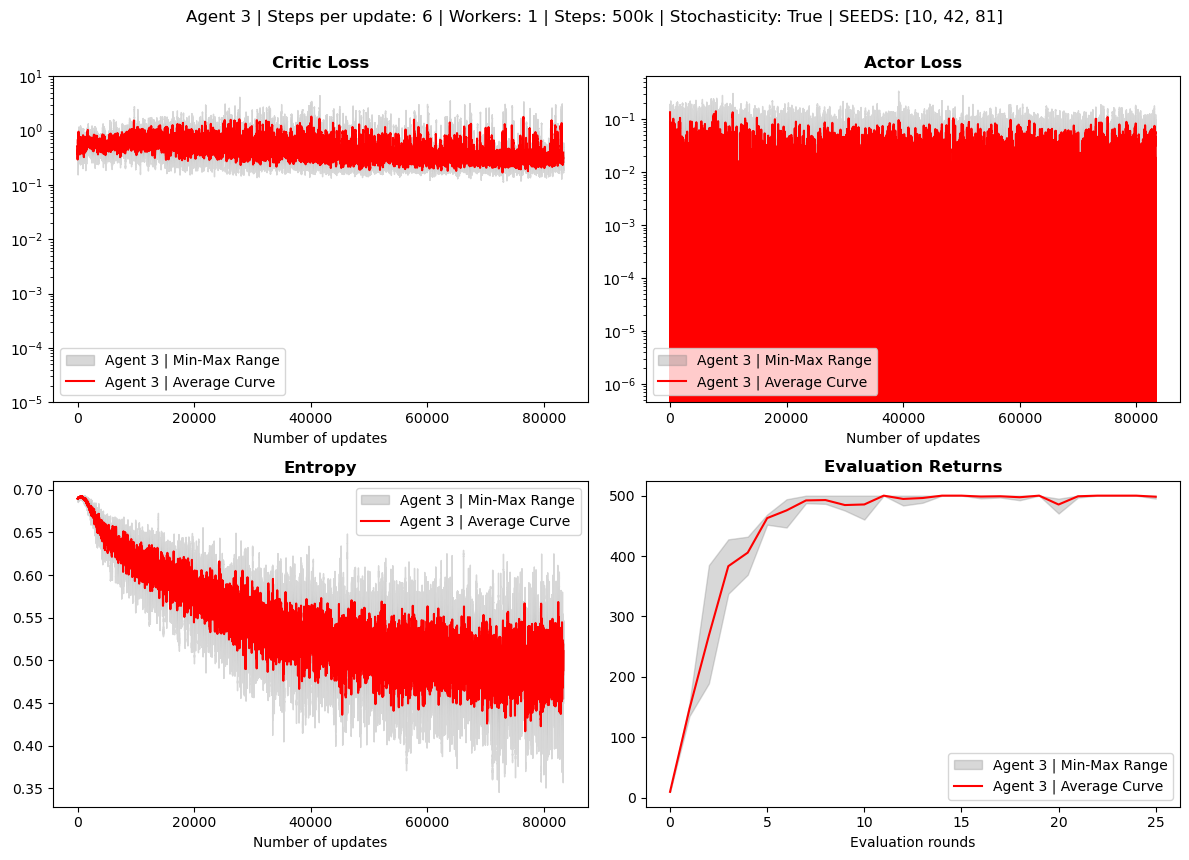 Agent 3 | Steps per update: 6 | Workers: 1 | Steps: 500k | Stochasticity: True | SEEDS: [10, 42, 81]
Critic Loss
10^1
10^0
10^-1
10^-2
10^-3
10^-4
10^-5
Agent 3 | Min-Max Range
Agent 3 | Average Curve
0 20000 40000 60000 80000
Number of updates
Actor Loss
10^-1
10^-2
10^-3
10^-4
10^-5
10^-6
Agent 3 | Min-Max Range
Agent 3 | Average Curve
0 20000 40000 60000 80000
Number of updates
Entropy
0.70
0.65
0.60
0.55
0.50
0.45
0.40
0.35
Agent 3 | Min-Max Range
Agent 3 | Average Curve
0 20000 40000 60000 80000
Number of updates
Evaluation Returns
500
400
300
200
100
0
Agent 3 | Min-Max Range
Agent 3 | Average Curve
0 5 10 15 20 25
Evaluation rounds